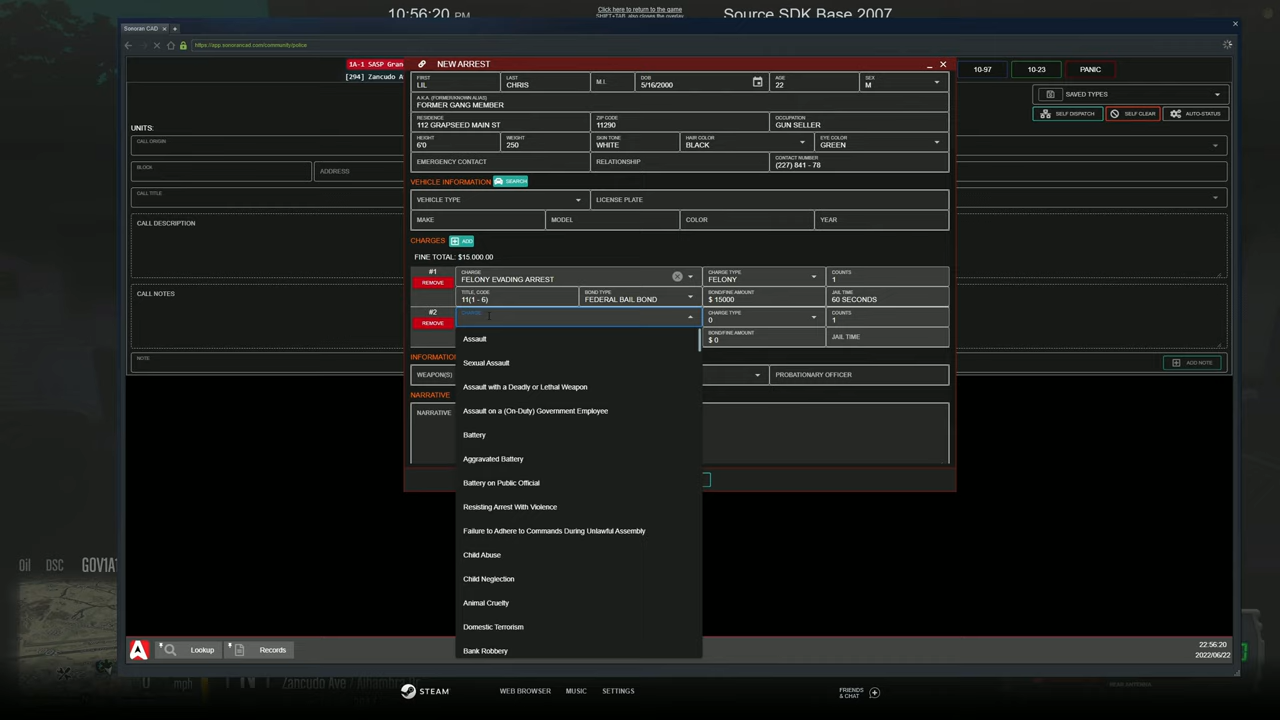 10:56:20 PM
Click here to return to the game
SHIFT+TAB also closes the overlay
Source SDK Base 2007
Sonoran CAD
https://app.sonorancad.com/community/police
1A-1 SASP Gran
[294] Zancudo Av
NEW ARREST
10-97
10-23
PANIC
SAVED TYPES
SELF DISPATCH
SELF CLEAR
AUTO-STATUS
UNITS:
CALL ORIGIN
BLOCK
ADDRESS
CALL TITLE
CALL DESCRIPTION
CALL NOTES
NOTE
ADD NOTE
FIRST
LIL
LAST
CHRIS
M.I.
DOB
5/16/2000
AGE
22
SEX
M
A.K.A. (FORMER/KNOWN ALIAS)
FORMER GANG MEMBER
RESIDENCE
112 GRAPSEED MAIN ST
ZIP CODE
11290
OCCUPATION
GUN SELLER
HEIGHT
6'0
WEIGHT
250
SKIN TONE
WHITE
HAIR COLOR
BLACK
EYE COLOR
GREEN
EMERGENCY CONTACT
RELATIONSHIP
CONTACT NUMBER
(227) 841 - 78
VEHICLE INFORMATION
SEARCH
VEHICLE TYPE
LICENSE PLATE
MAKE
MODEL
COLOR
YEAR
CHARGES
ADD
FINE TOTAL: $15.000.00
#1
REMOVE
CHARGE
FELONY EVADING ARREST
CHARGE TYPE
FELONY
COUNTS
1
TITLE, CODE
11(1 - 6)
BOND TYPE
FEDERAL BAIL BOND
BOND/FINE AMOUNT
$ 15000
JAIL TIME
60 SECONDS
#2
REMOVE
CHARGE
CHARGE TYPE
0
COUNTS
1
BOND/FINE AMOUNT
$ 0
JAIL TIME
Assault
Sexual Assault
Assault with a Deadly or Lethal Weapon
Assault on a (On-Duty) Government Employee
Battery
Aggravated Battery
Battery on Public Official
Resisting Arrest With Violence
Failure to Adhere to Commands During Unlawful Assembly
Child Abuse
Child Neglection
Animal Cruelty
Domestic Terrorism
Bank Robbery
INFORMATIO
WEAPON(S)
PROBATIONARY OFFICER
NARRATIVE
NARRATIVE
Oil
DSC
GOV1A1
Lookup
Records
22:56:20
2022/06/22
mph
N
Zancudo Ave / Alhambra Dr
STEAM
WEB BROWSER
MUSIC
SETTINGS
FRIENDS
& CHAT